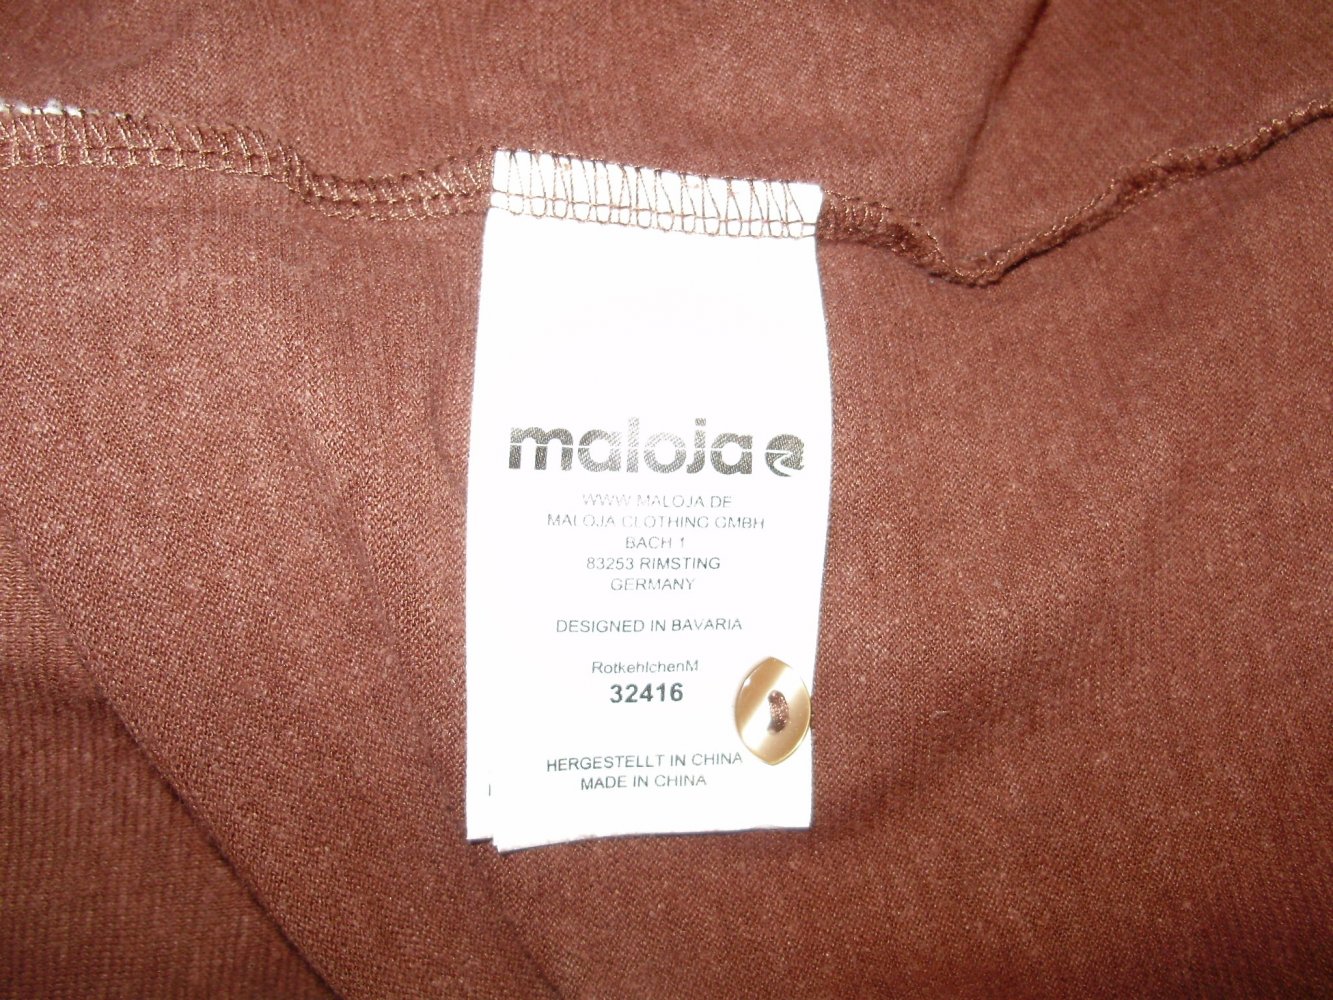 maloja
WWW.MALOJA.DE
MALOJA CLOTHING GMBH
BACH 1
83253 RIMSTING
GERMANY
DESIGNED IN BAVARIA
RotkehlchenM
32416
HERGESTELLT IN CHINA
MADE IN CHINA